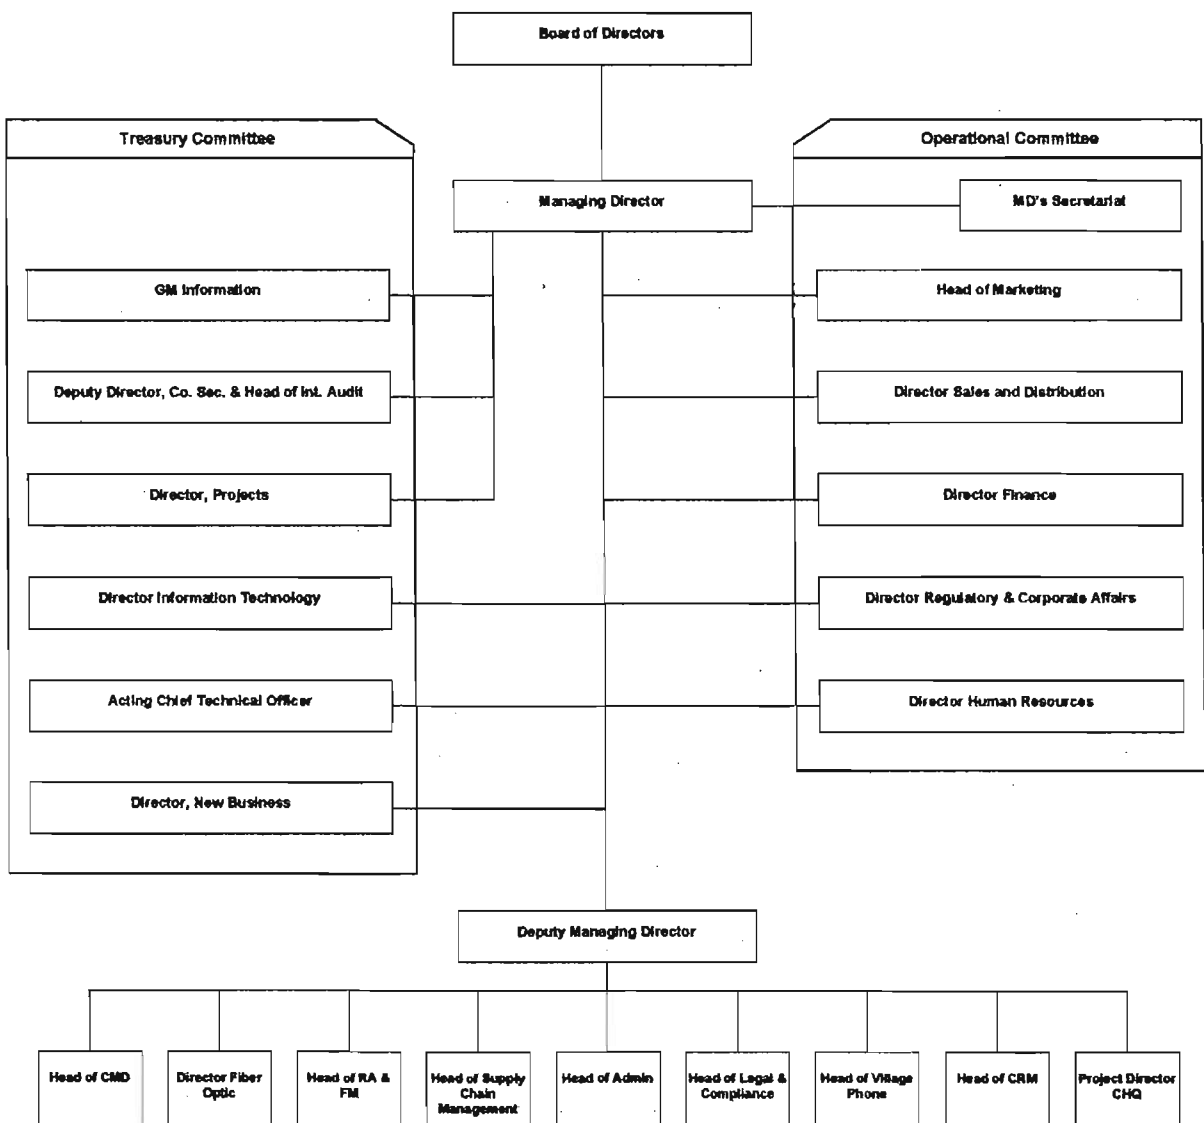 Board of Directors
Treasury Committee
Operational Committee
Managing Director
MD's Secretariat
GM Information
Head of Marketing
Deputy Director, Co. Sec. & Head of Int. Audit
Director Sales and Distribution
Director, Projects
Director Finance
Director Information Technology
Director Regulatory & Corporate Affairs
Acting Chief Technical Officer
Director Human Resources
Director, New Business
Deputy Managing Director
Head of CMD
Director Fiber
Optic
Head of RA &
FM
Head of Supply
Chain
Management
Head of Admin
Head of Legal &
Compliance
Head of Village
Phone
Head of CRM
Project Director
CHQ